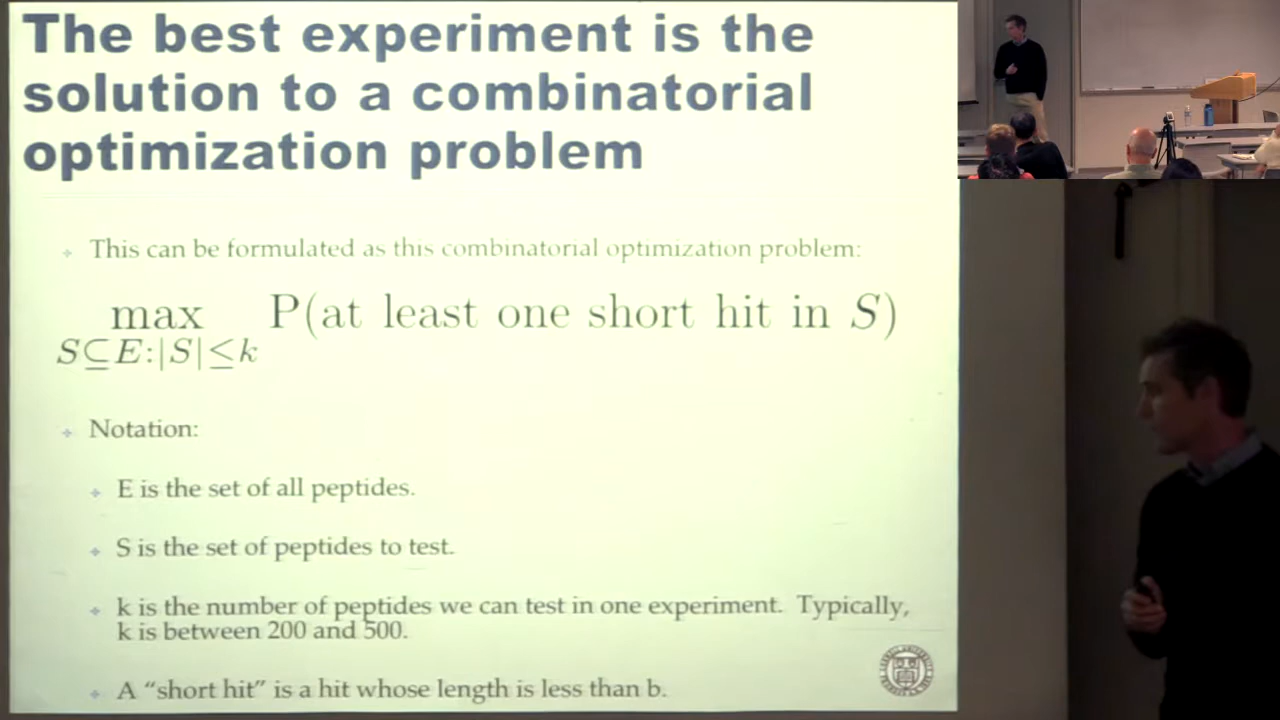 The best experiment is the
solution to a combinatorial
optimization problem
This can be formulated as this combinatorial optimization problem:
max P(at least one short hit in S)
S⊆E:|S|≤k
Notation:
E is the set of all peptides.
S is the set of peptides to test.
k is the number of peptides we can test in one experiment. Typically,
k is between 200 and 500.
A “short hit” is a hit whose length is less than b.